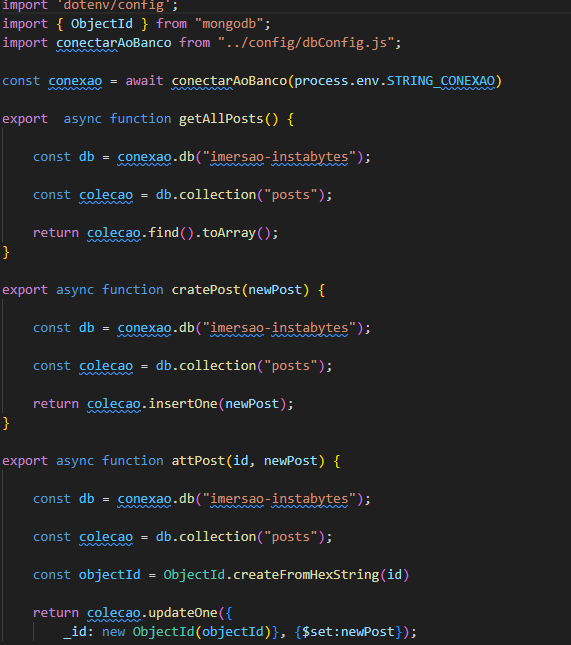 import 'dotenv/config';
import { ObjectId } from "mongodb";
import conectarAoBanco from "../config/dbConfig.js";
const conexao = await conectarAoBanco(process.env.STRING_CONEXAO)
export  async function getAllPosts() {
const db = conexao.db("imersao-instabytes");
const colecao = db.collection("posts");
return colecao.find().toArray();
}
export async function cratePost(newPost) {
const db = conexao.db("imersao-instabytes");
const colecao = db.collection("posts");
return colecao.insertOne(newPost);
}
export async function attPost(id, newPost) {
const db = conexao.db("imersao-instabytes");
const colecao = db.collection("posts");
const objectId = ObjectId.createFromHexString(id)
return colecao.updateOne({
_id: new ObjectId(objectId)}, {$set:newPost});